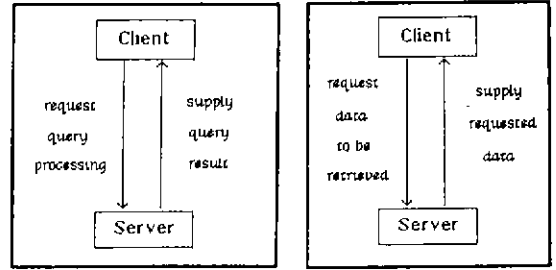 Client
request
query
processing
supply
query
result
Server
Client
request
data
to be
retrieved
supply
requested
data
Server